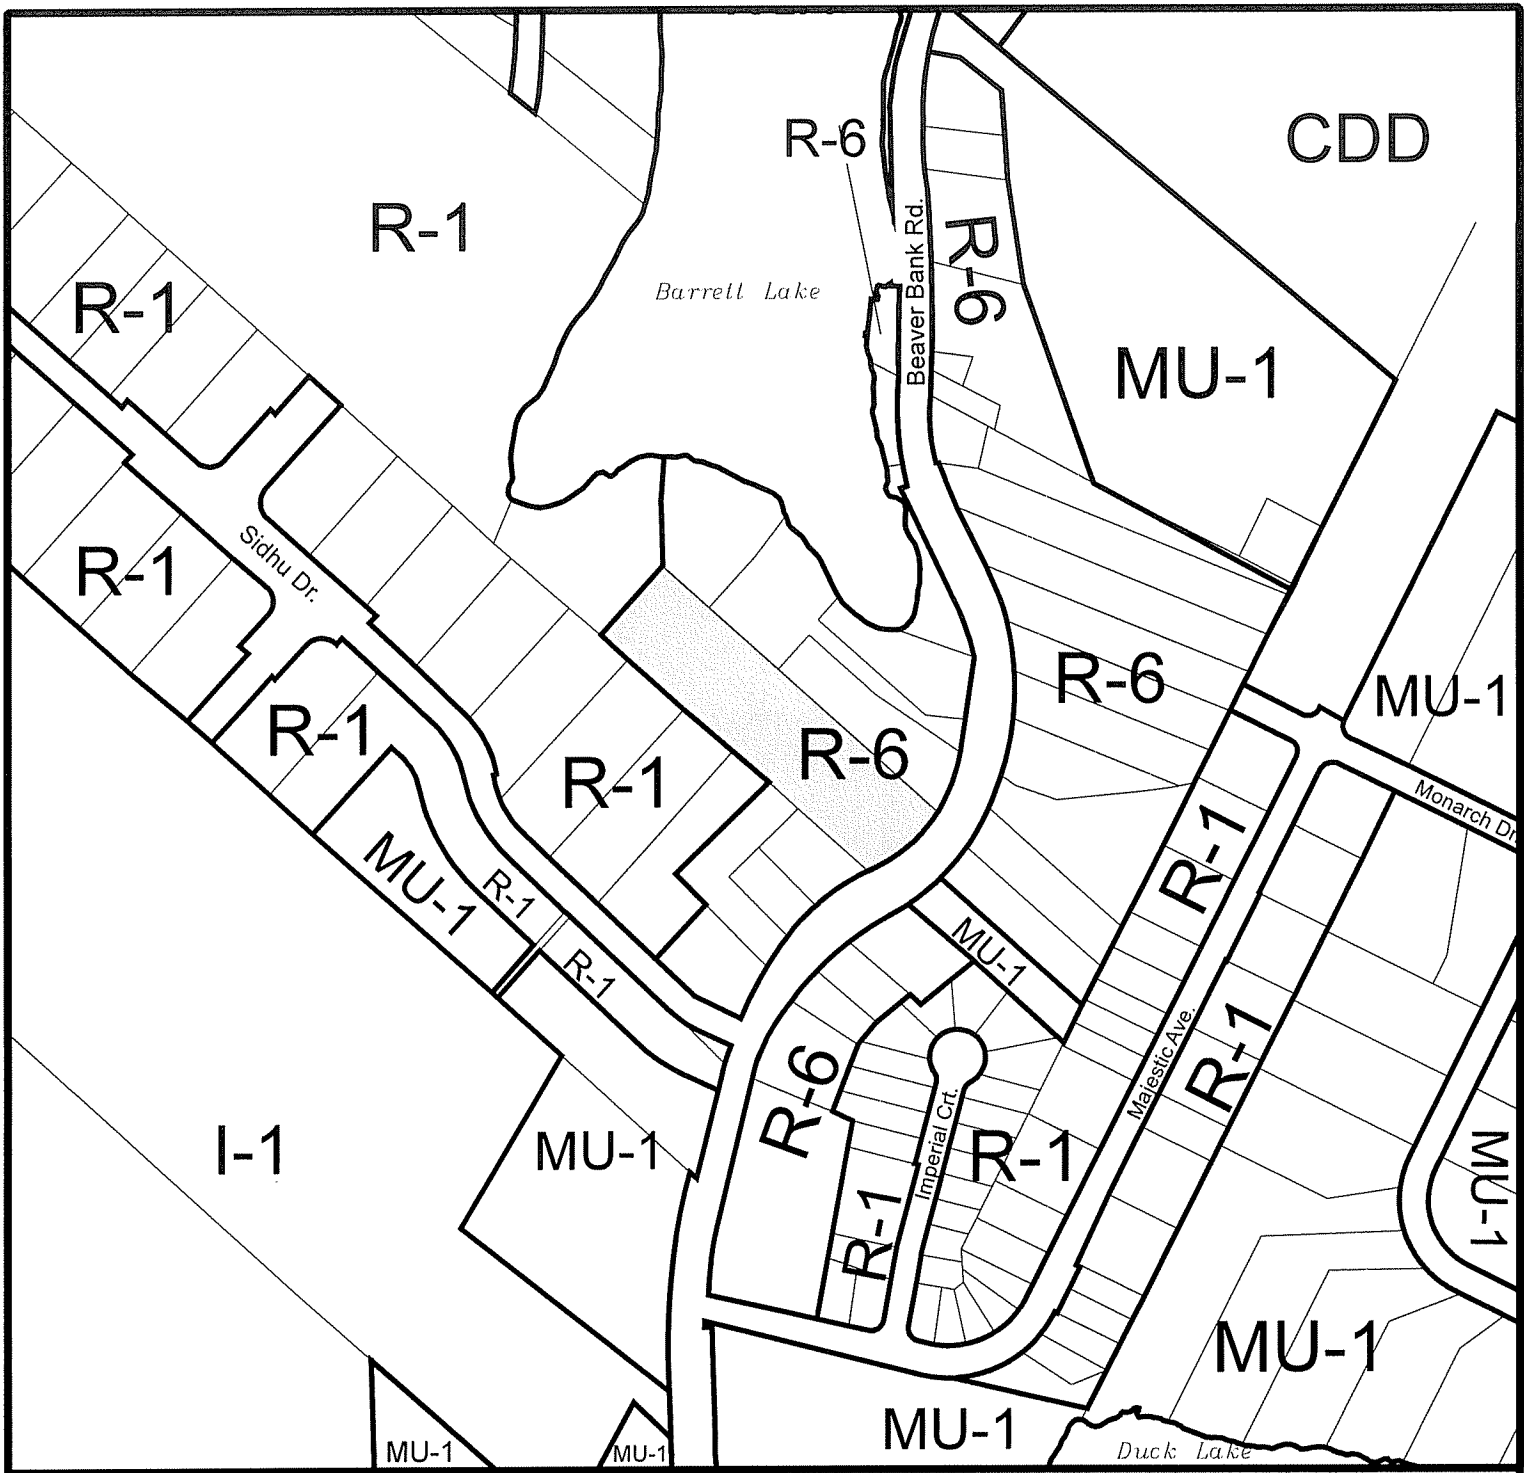 CDD
R-6
R-1
R-6
Beaver Bank Rd.
Barrett Lake
R-1
MU-1
R-1
Sidhu Dr.
R-6
MU-1
R-1
R-6
R-1
Monarch Dr.
R-1
MU-1
R-1
MU-1
R-1
R-1
Majestic Ave.
R-6
Imperial Crt.
R-1
I-1
MU-1
R-1
MU-1
MU-1
MU-1
MU-1
MU-1
Duck Lake